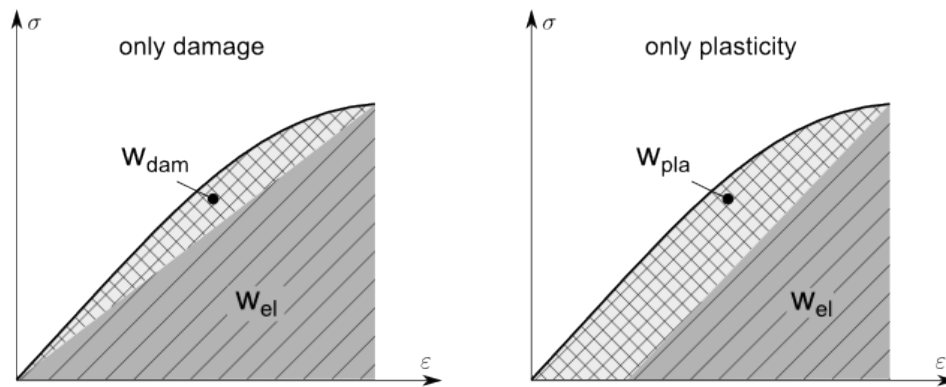 σ
only damage
w_dam
w_el
ε
σ
only plasticity
w_pla
w_el
ε